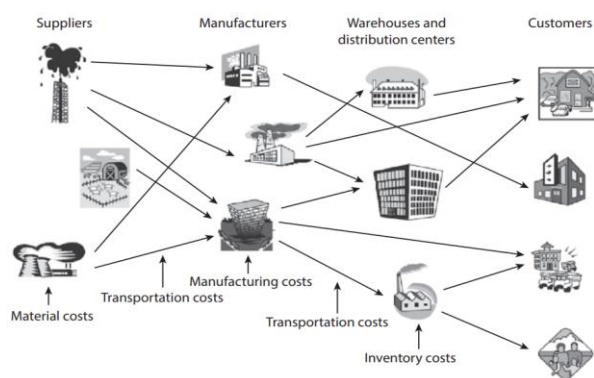 Suppliers
Manufacturers
Warehouses and
distribution centers
Customers
Material costs
Transportation costs
Manufacturing costs
Transportation costs
Inventory costs